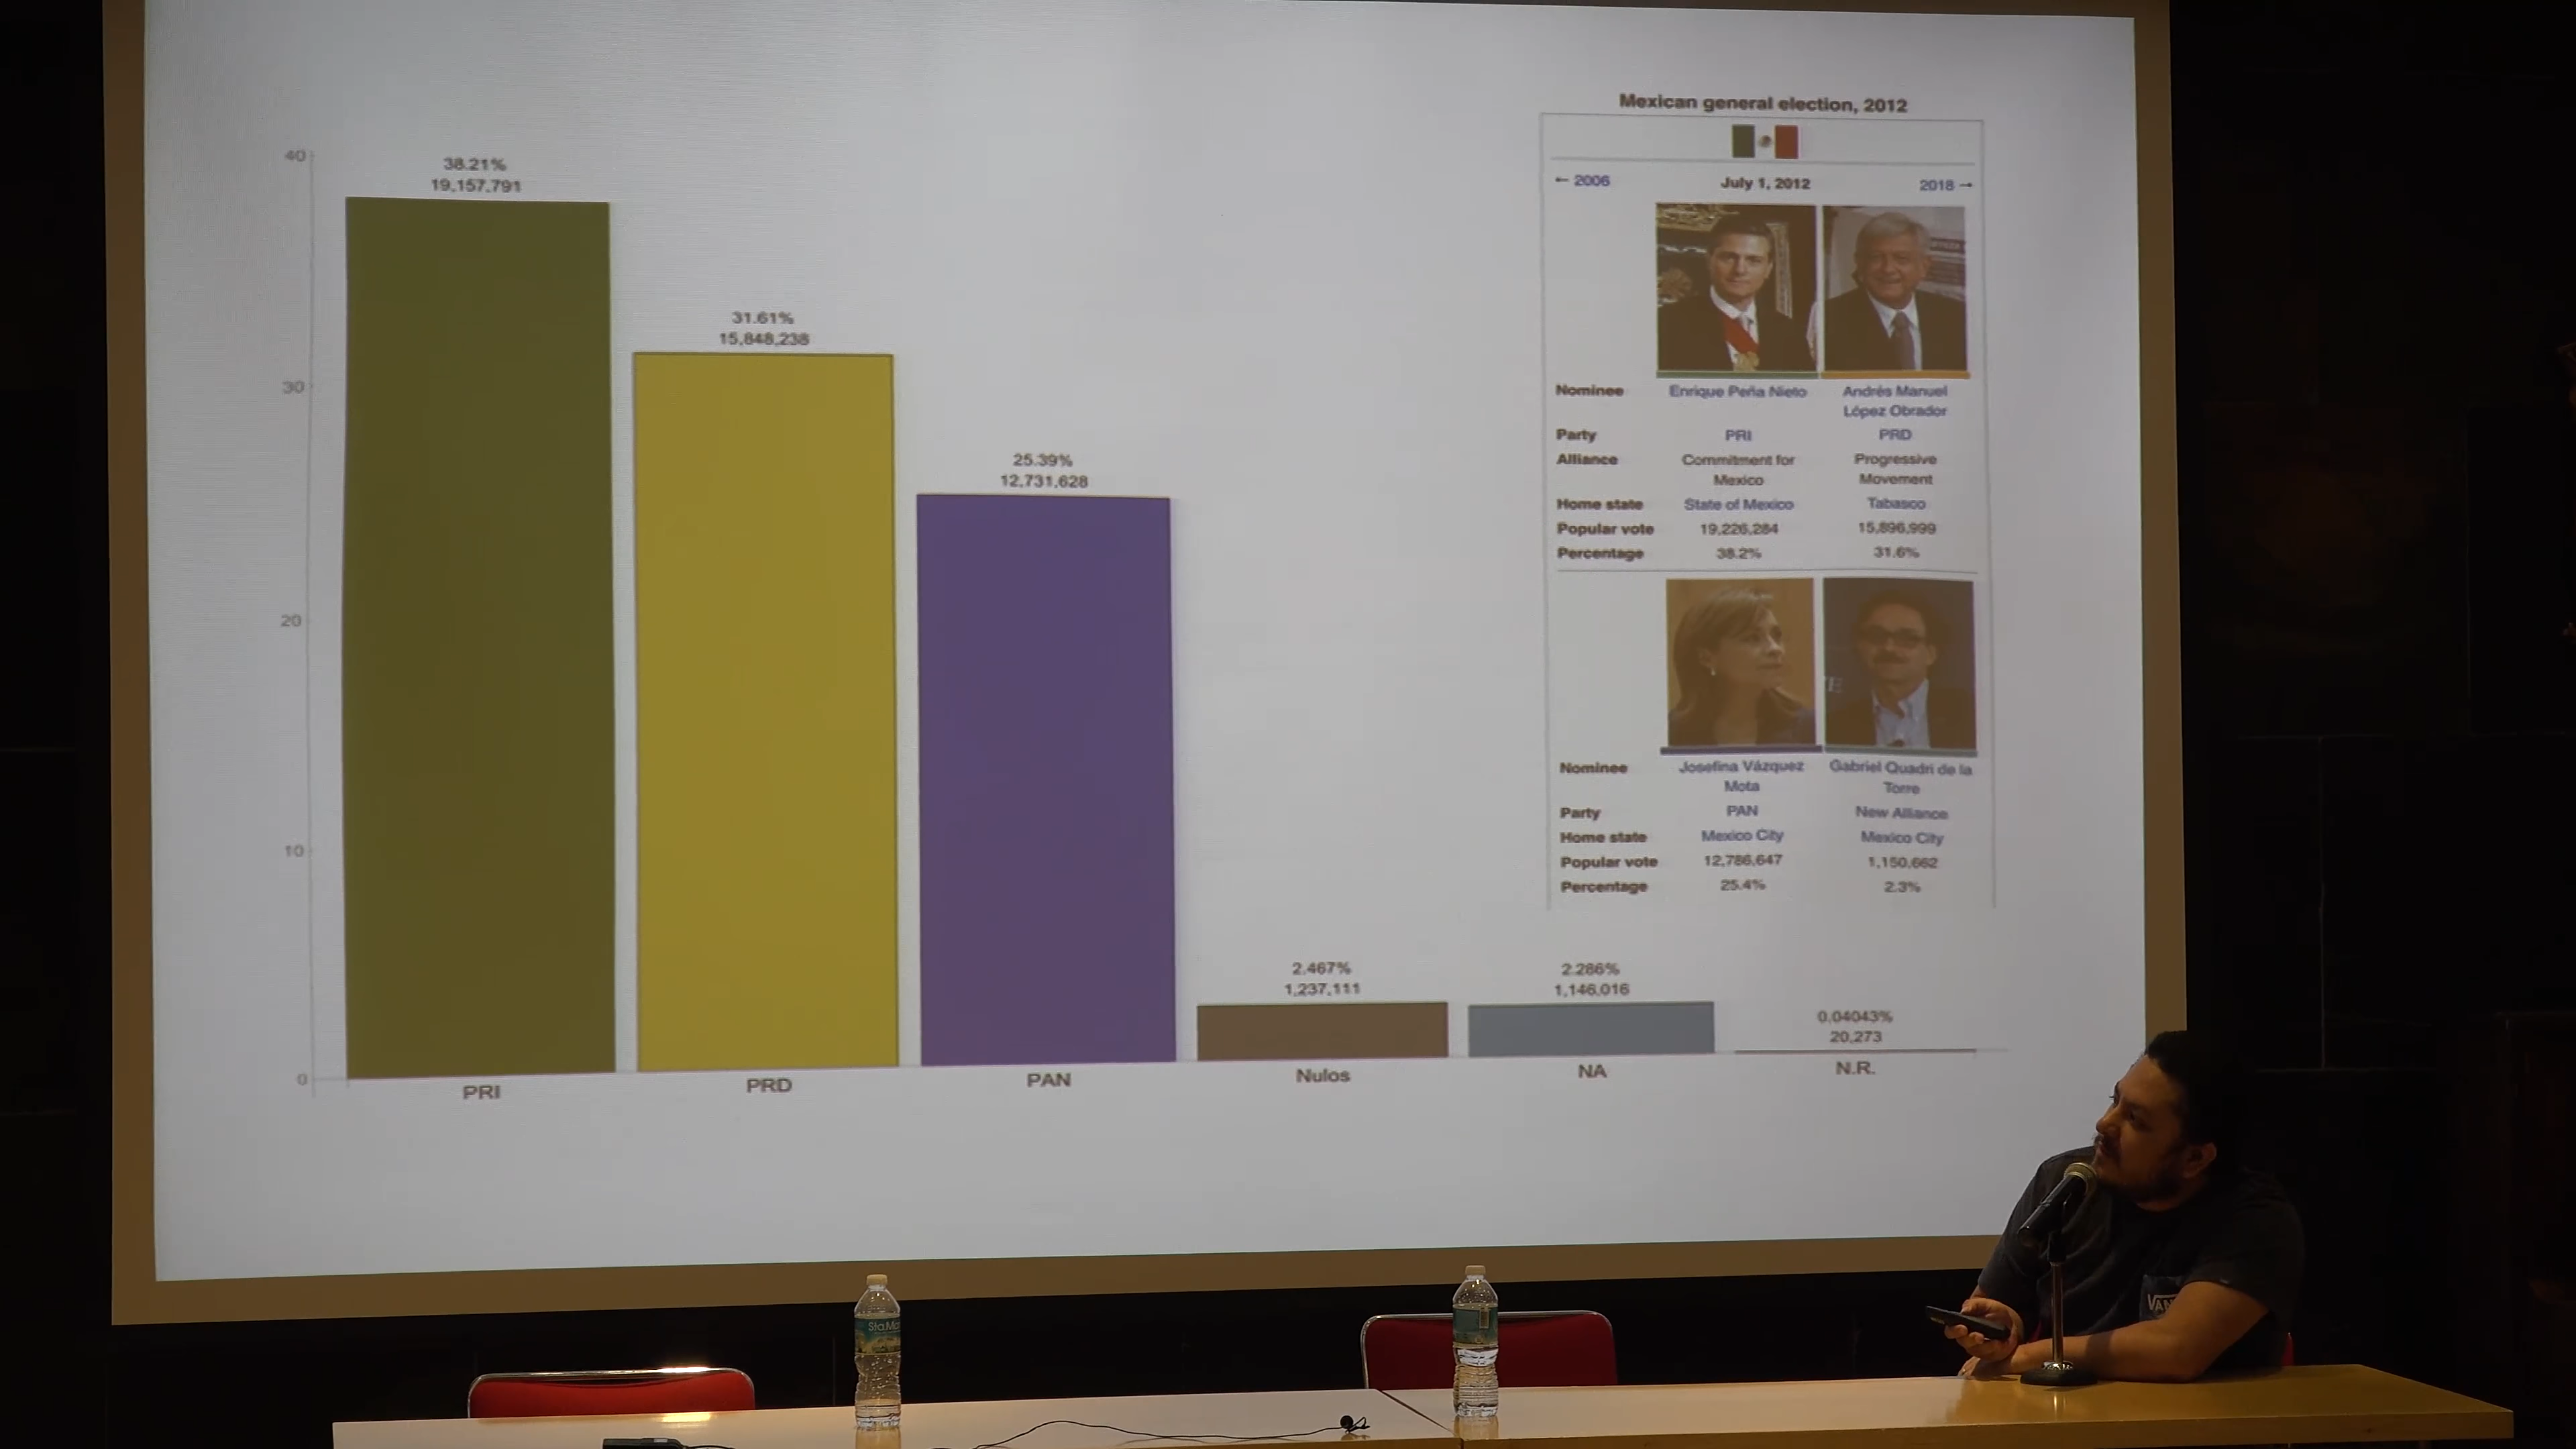 40
30
20
10
0
38.21%
19,157,791
31.61%
15,848,238
25.39%
12,731,628
2.467%
1,237,111
2.286%
1,146,016
0.04043%
20,273
PRI
PRD
PAN
Nulos
NA
N.R.
Mexican general election, 2012
← 2006 July 1, 2012 2018 →
Nominee Enrique Peña Nieto Andrés Manuel
López Obrador
Party PRI PRD
Alliance Commitment for Progressive
Mexico Movement
Home state State of Mexico Tabasco
Popular vote 19,226,284 15,896,999
Percentage 38.2% 31.6%
Nominee Josefina Vázquez Gabriel Quadri de la
Mota Torre
Party PAN New Alliance
Home state Mexico City Mexico City
Popular vote 12,786,647 1,150,662
Percentage 25.4% 2.3%